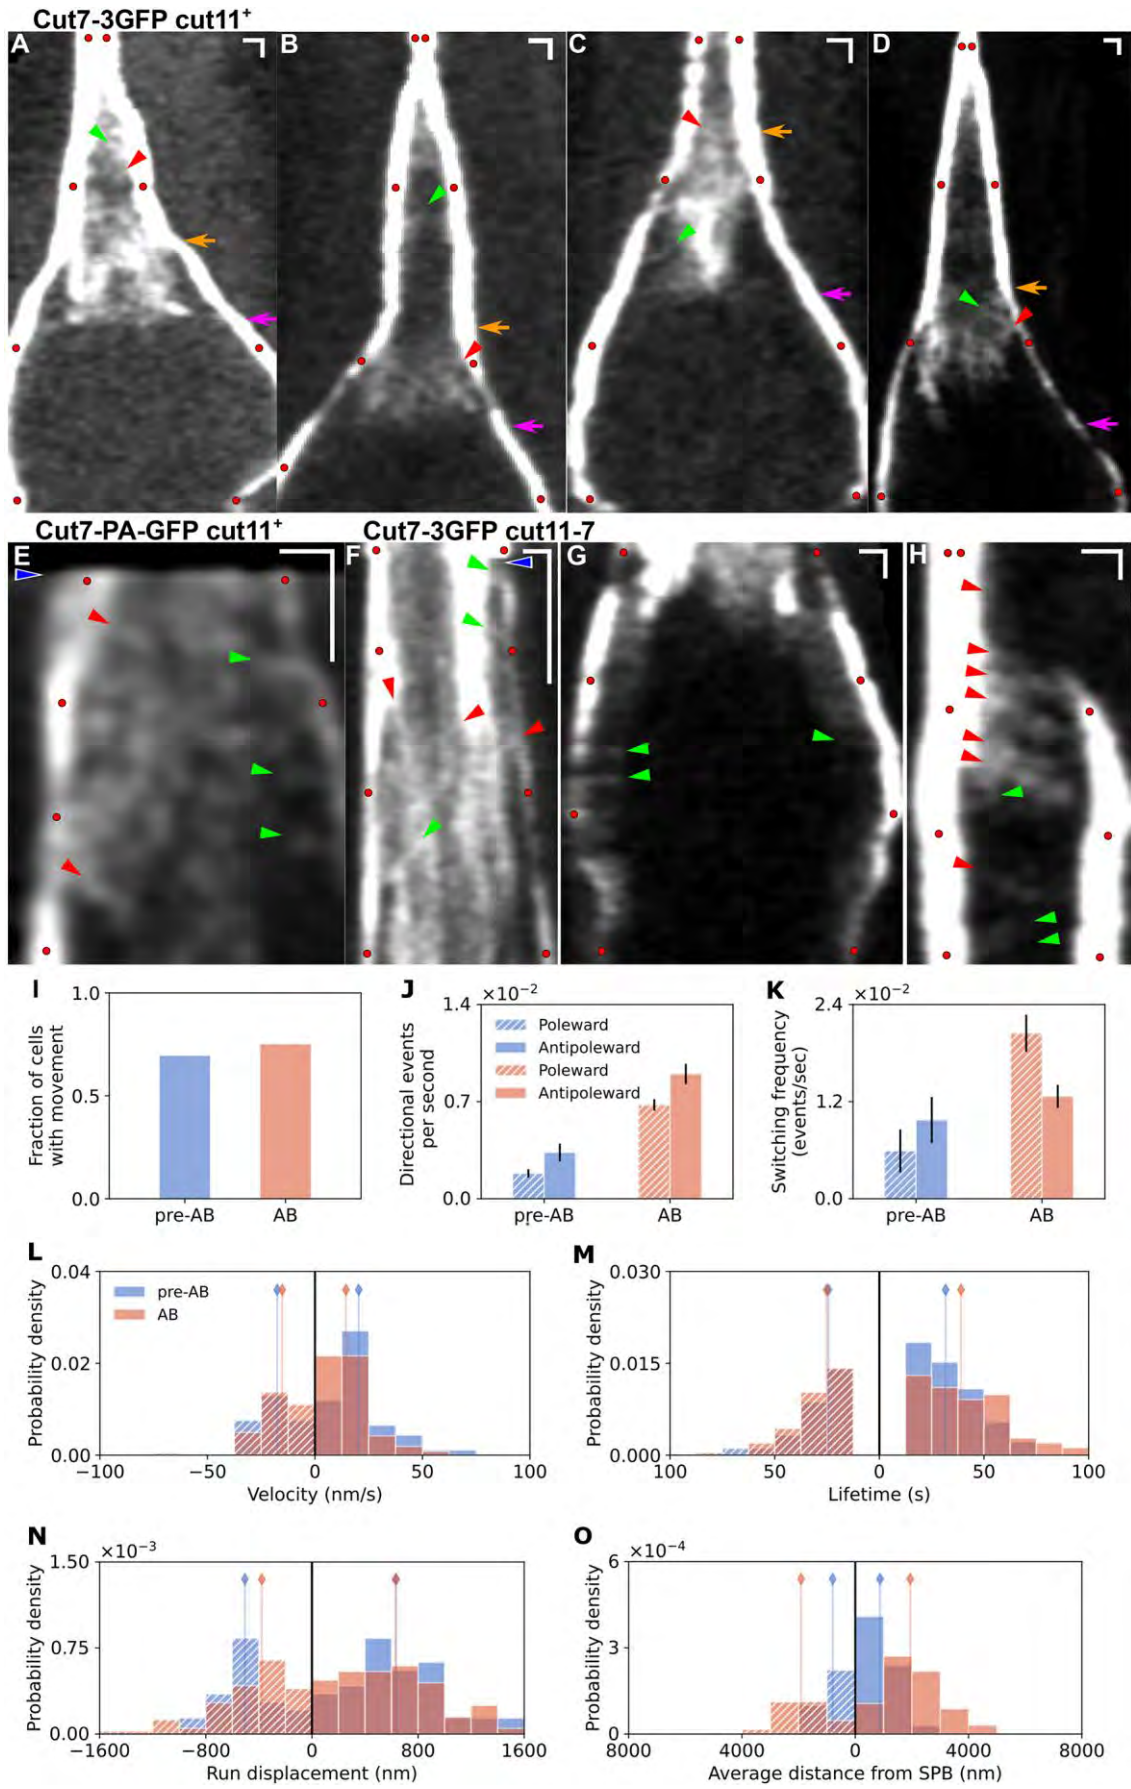 Cut7-3GFP cut11+
A B C D
Cut7-PA-GFP cut11+ Cut7-3GFP cut11-7
E F G H
I J K
1.0
0.5
0.0
Fraction of cells
with movement
pre-AB AB
×10⁻²
1.4
0.7
0.0
Directional events
per second
Poleward
Antipoleward
Poleward
Antipoleward
pre-AB AB
×10⁻²
2.4
1.2
0.0
Switching frequency
(events/sec)
pre-AB AB
L
0.04
0.02
0.00
Probability density
pre-AB
AB
−100 −50 0 50 100
Velocity (nm/s)
M
0.030
0.015
0.000
Probability density
100 50 0 50 100
Lifetime (s)
N
×10⁻³
1.50
0.75
0.00
Probability density
−1600 −800 0 800 1600
Run displacement (nm)
O
×10⁻⁴
6
3
0
Probability density
8000 4000 0 4000 8000
Average distance from SPB (nm)